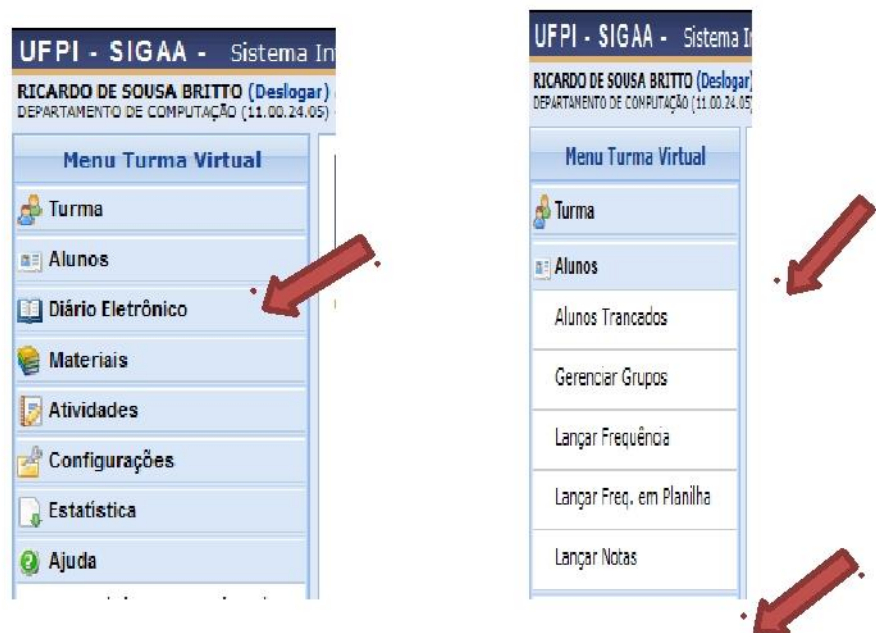 UFPI - SIGAA - Sistema In
RICARDO DE SOUSA BRITTO (Deslogar)
DEPARTAMENTO DE COMPUTAÇÃO (11.00.24.05)
Menu Turma Virtual
Turma
Alunos
Diário Eletrônico
Materiais
Atividades
Configurações
Estatística
Ajuda
UFPI - SIGAA - Sistema In
RICARDO DE SOUSA BRITTO (Deslogar)
DEPARTAMENTO DE COMPUTAÇÃO (11.00.24.05)
Menu Turma Virtual
Turma
Alunos
Alunos Trancados
Gerenciar Grupos
Lançar Frequência
Lançar Freq. em Planilha
Lançar Notas